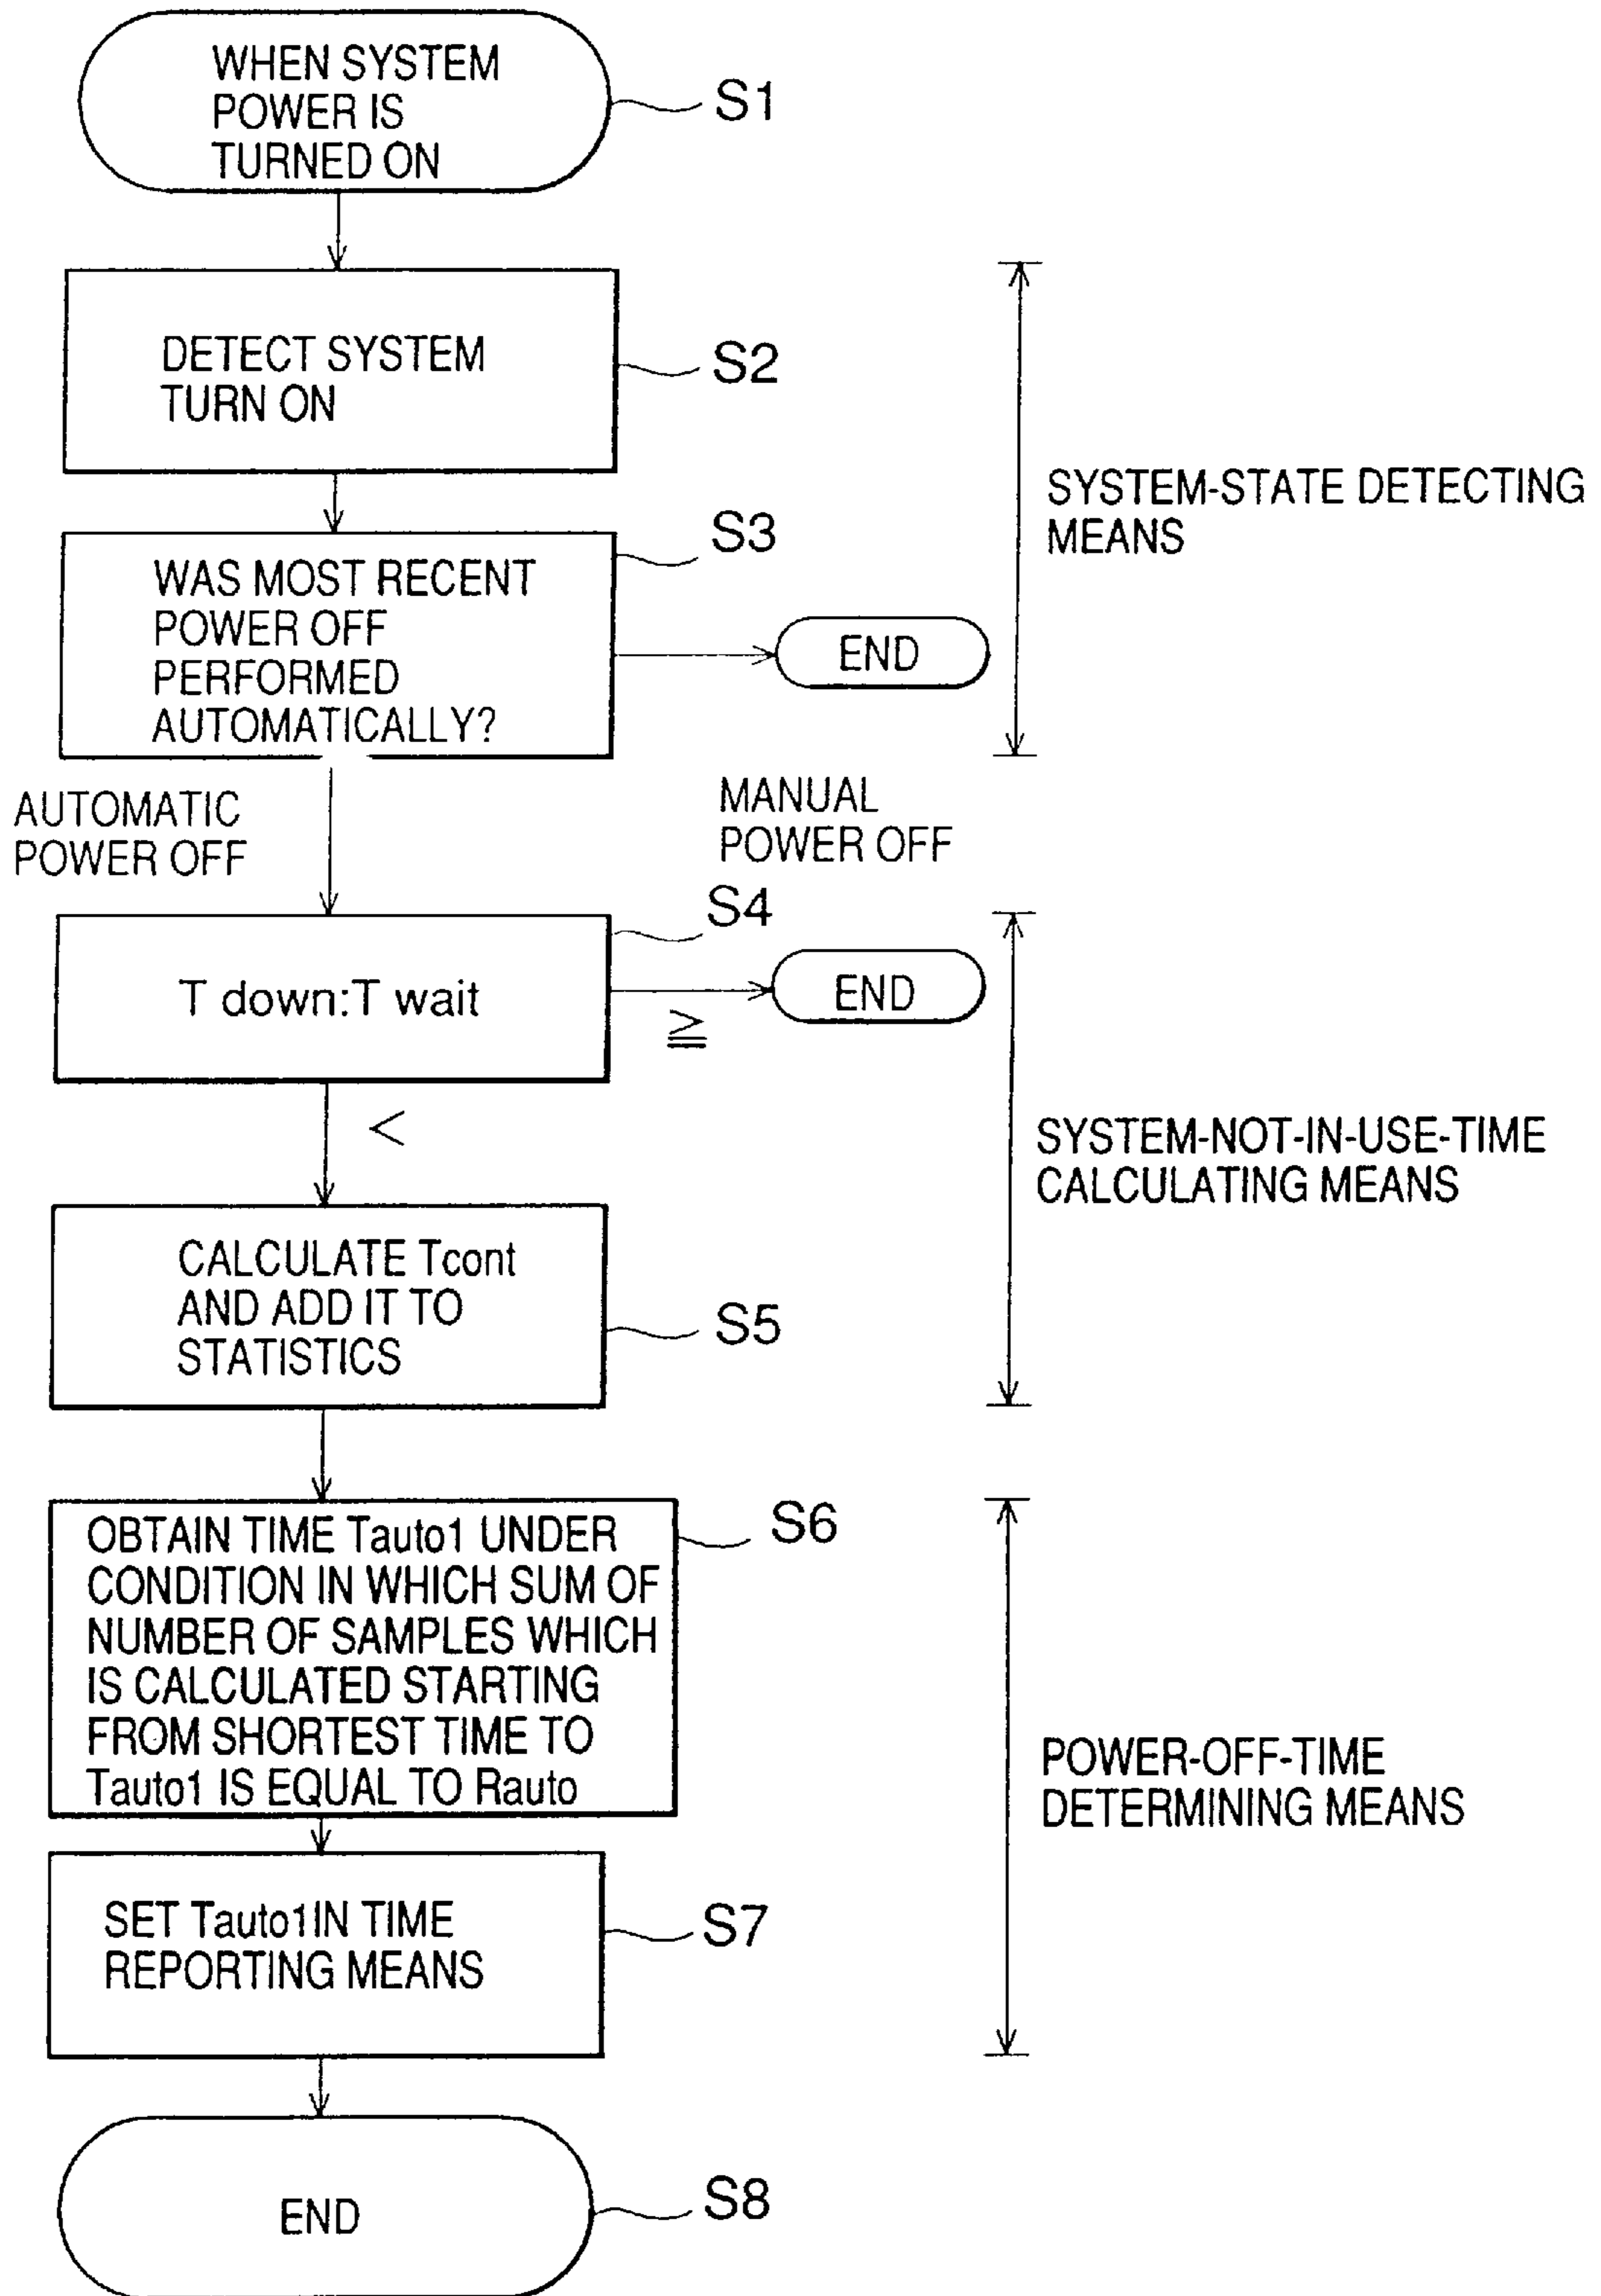 WHEN SYSTEM
POWER IS
TURNED ON
S1
DETECT SYSTEM
TURN ON
S2
SYSTEM-STATE DETECTING
MEANS
S3
WAS MOST RECENT
POWER OFF
PERFORMED
AUTOMATICALLY?
END
AUTOMATIC
POWER OFF
MANUAL
POWER OFF
S4
T down:T wait
≧
END
<
SYSTEM-NOT-IN-USE-TIME
CALCULATING MEANS
CALCULATE Tcont
AND ADD IT TO
STATISTICS
S5
OBTAIN TIME Tauto1 UNDER
CONDITION IN WHICH SUM OF
NUMBER OF SAMPLES WHICH
IS CALCULATED STARTING
FROM SHORTEST TIME TO
Tauto1 IS EQUAL TO Rauto
S6
POWER-OFF-TIME
DETERMINING MEANS
SET Tauto1IN TIME
REPORTING MEANS
S7
END
S8